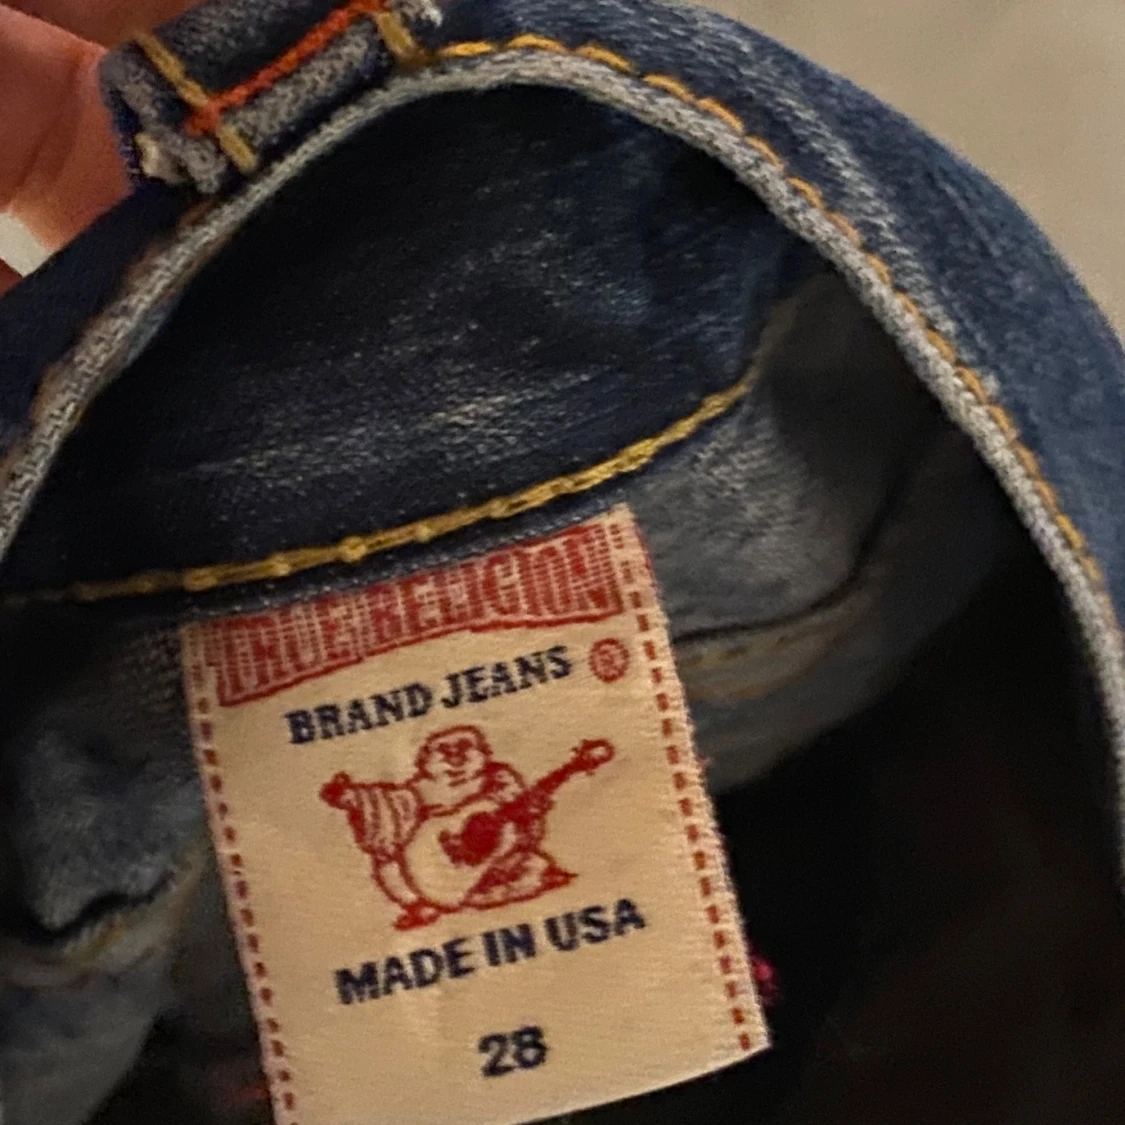 TRUE RELIGION
BRAND JEANS ®
MADE IN USA
28